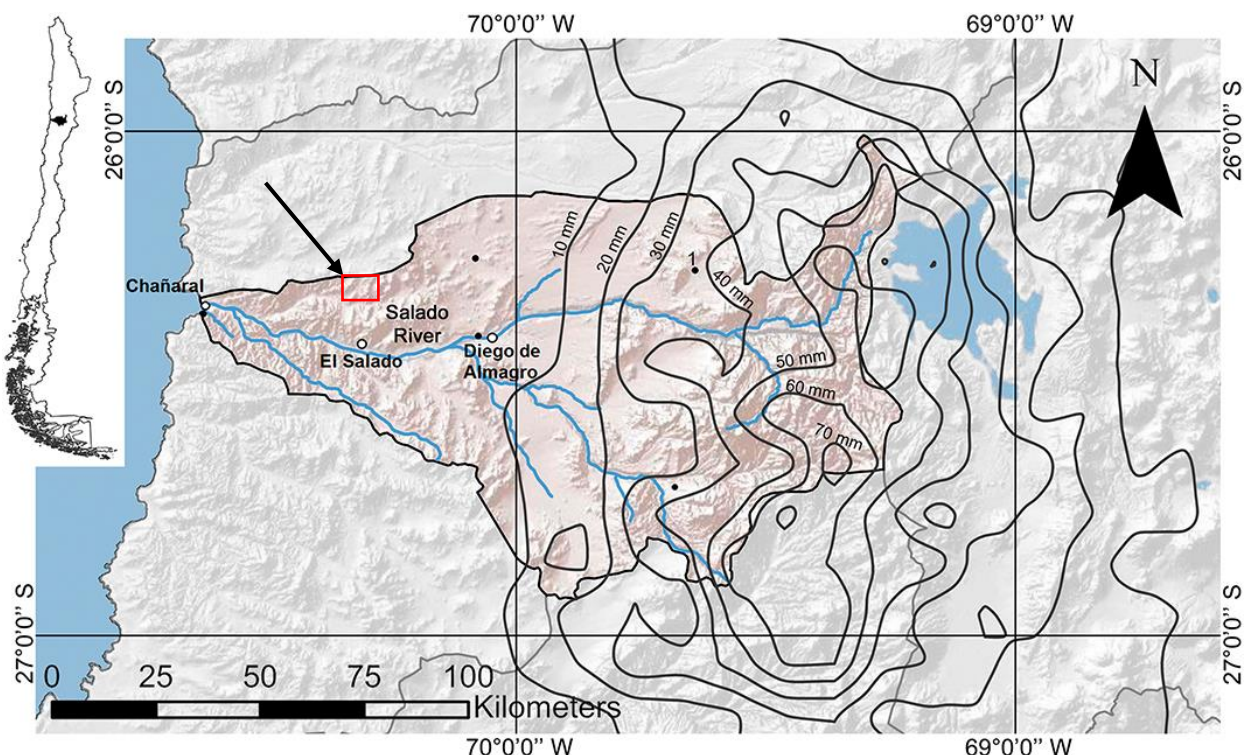 70°0'0'' W
69°0'0'' W
26°0'0'' S
26°0'0'' S
N
10 mm
20 mm
30 mm
1
40 mm
Chañaral
Salado
River
El Salado
Diego de
Almagro
50 mm
60 mm
70 mm
27°0'0'' S
27°0'0'' S
0
25
50
75
100
Kilometers
70°0'0'' W
69°0'0'' W